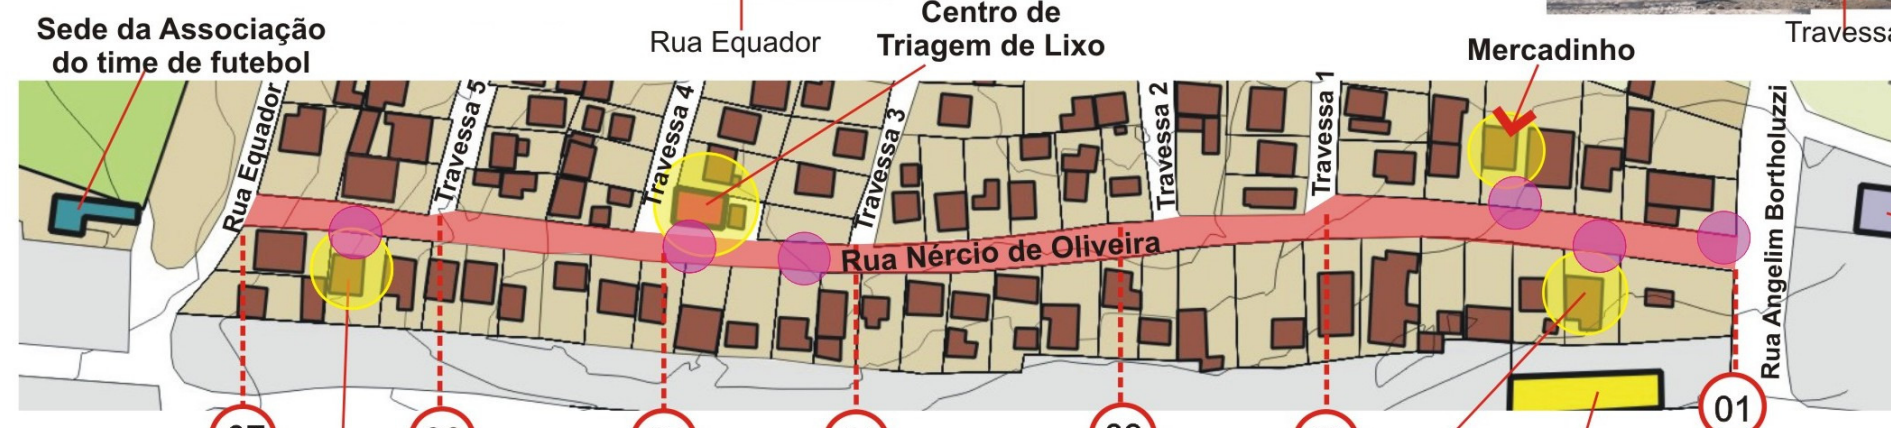 Sede da Associação
do time de futebol
Rua Equador
Centro de
Triagem de Lixo
Mercadinho
Rua Equador
Travessa 5
Travessa 4
Travessa 3
Travessa 2
Travessa 1
Rua Angelim Bortholuzzi
Rua Nércio de Oliveira
01